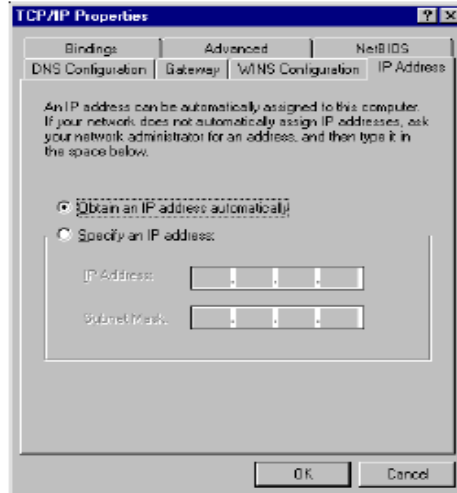 TCP/IP Properties
Bindings Advanced NetBIOS
DNS Configuration Gateway WINS Configuration IP Address
An IP address can be automatically assigned to this computer.
If your network does not automatically assign IP addresses, ask
your network administrator for an address, and then type it in
the space below.
Obtain an IP address automatically
Specify an IP address:
IP Address:
Subnet Mask:
OK Cancel